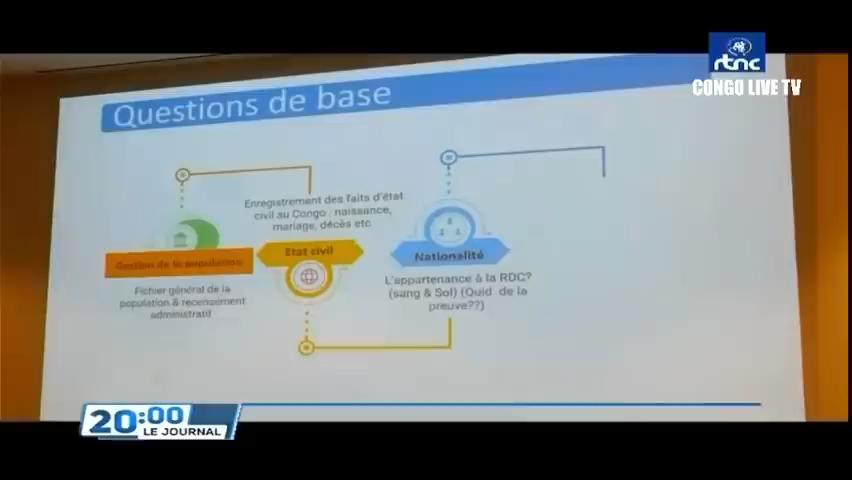 rtnc
CONGO LIVE TV
Questions de base
Gestion de la population
Fichier général de la
population & recensement
administratif
Enregistrement des faits d'état
civil au Congo : naissance,
mariage, décès etc
Etat civil
Nationalité
L'appartenance à la RDC?
(sang & Sol) (Quid de la
preuve??)
20:00
LE JOURNAL